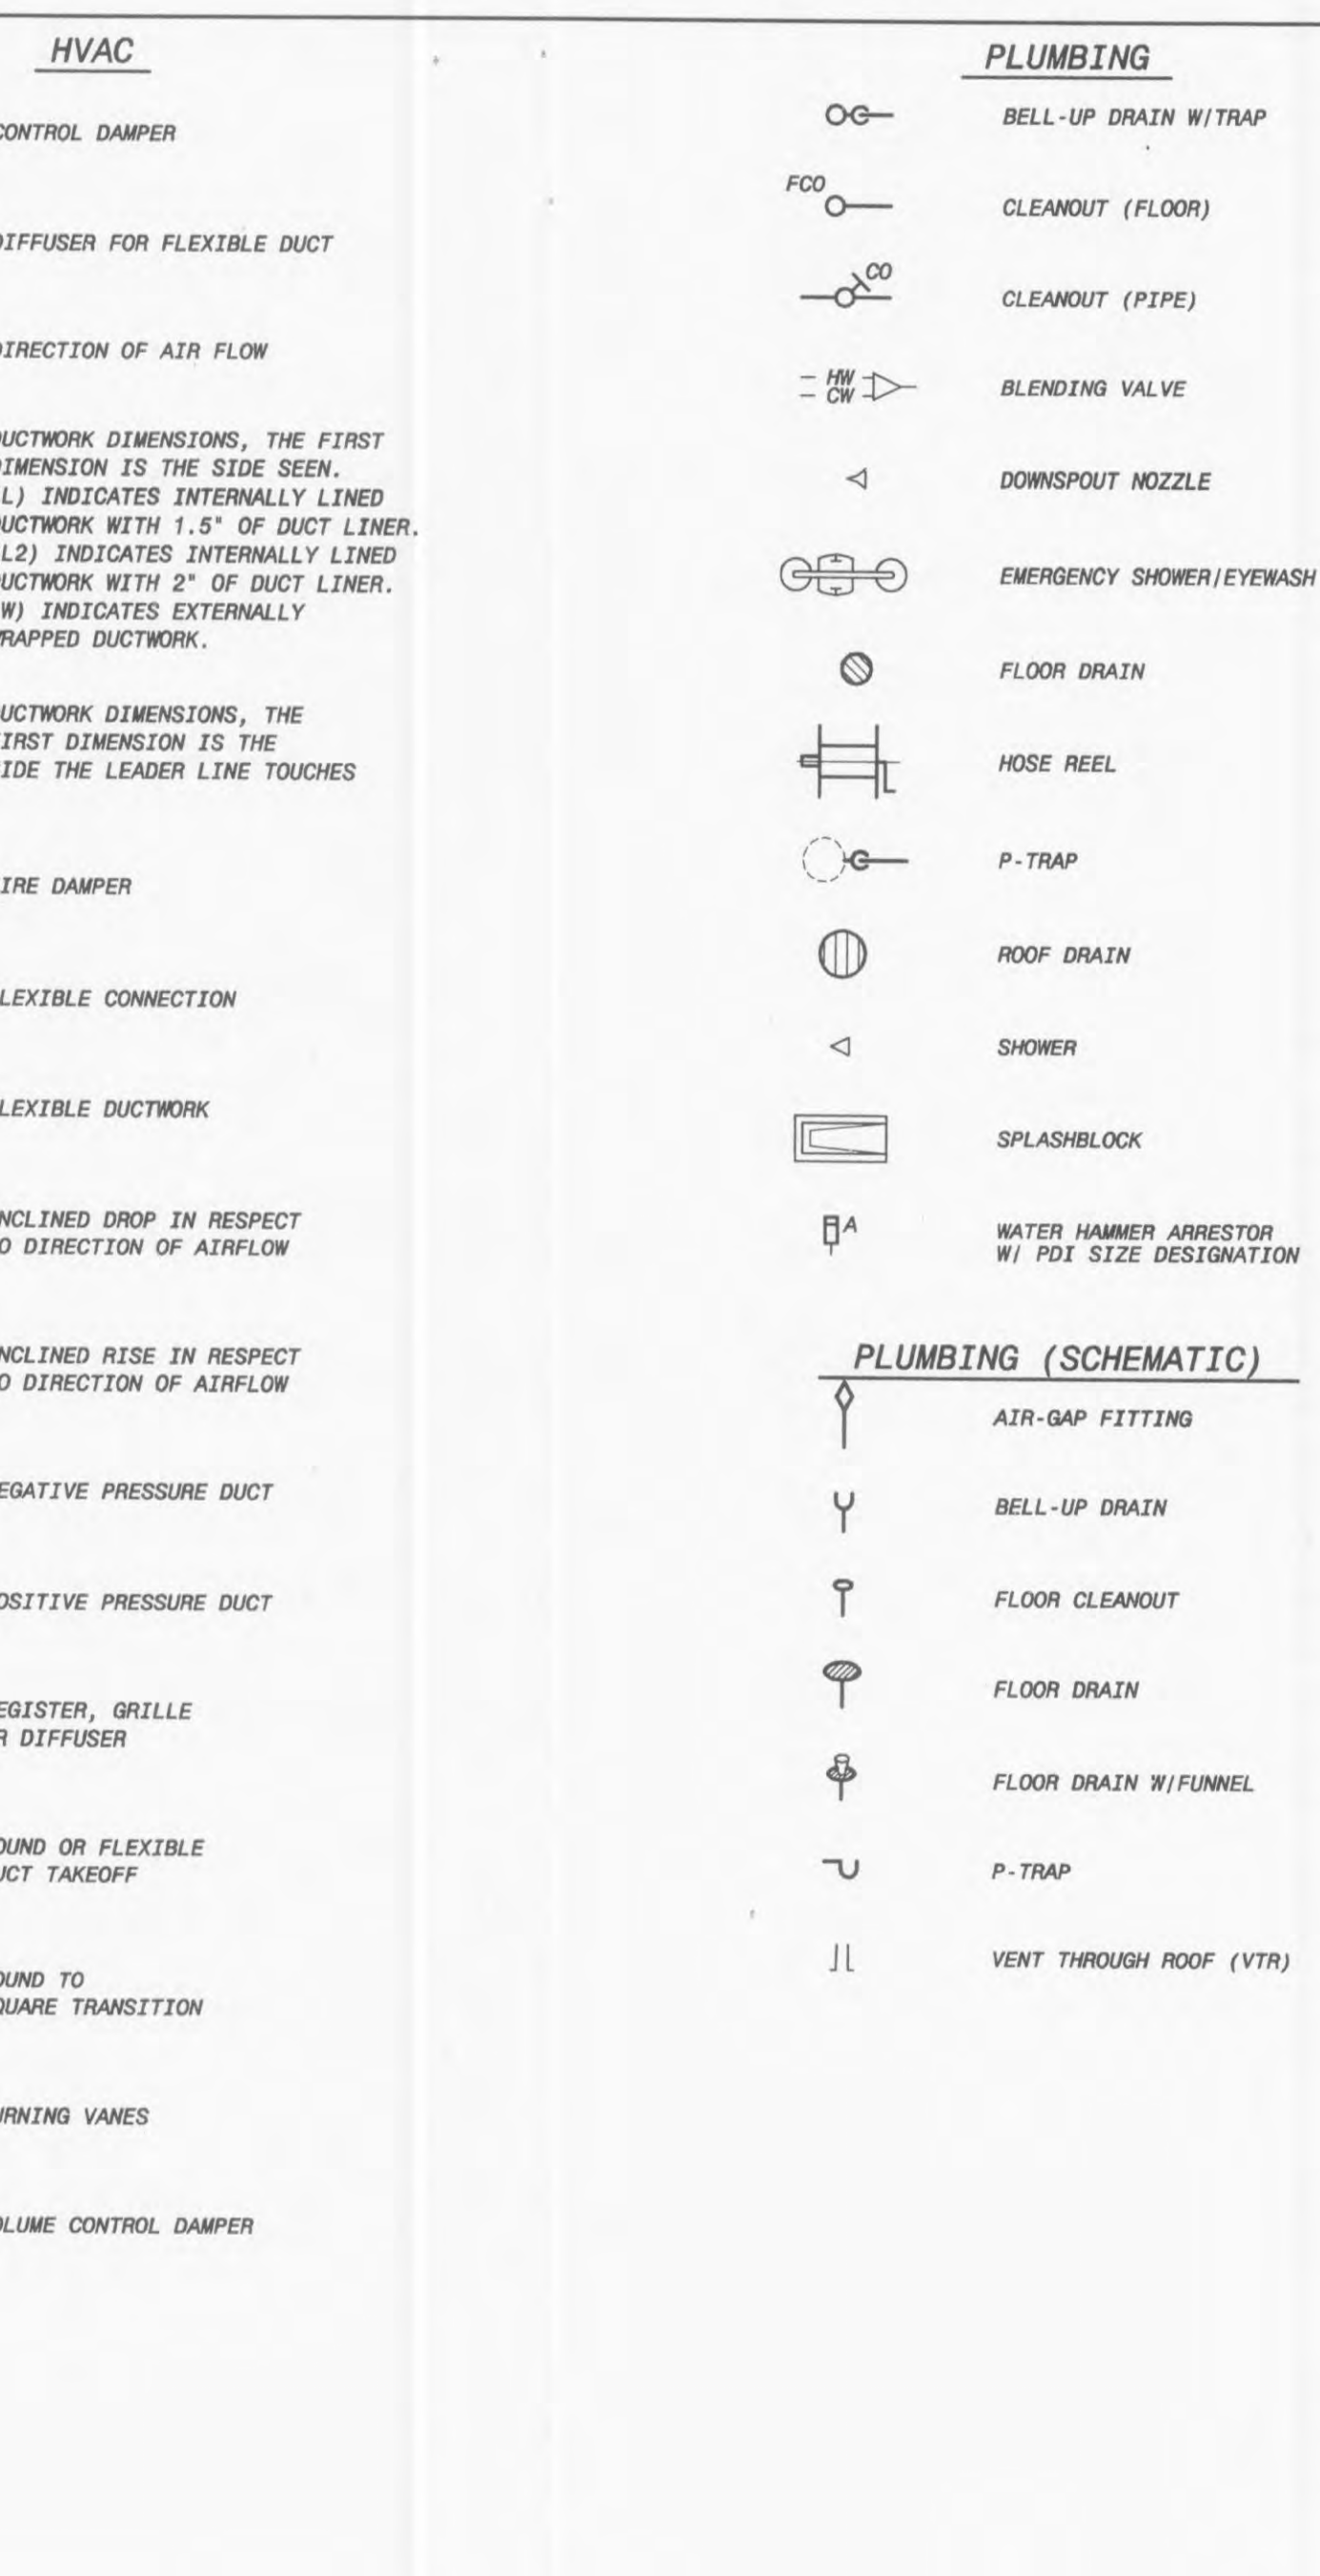 HVAC
CONTROL DAMPER
DIFFUSER FOR FLEXIBLE DUCT
DIRECTION OF AIR FLOW
DUCTWORK DIMENSIONS, THE FIRST
DIMENSION IS THE SIDE SEEN.
L) INDICATES INTERNALLY LINED
DUCTWORK WITH 1.5" OF DUCT LINER.
L2) INDICATES INTERNALLY LINED
DUCTWORK WITH 2" OF DUCT LINER.
W) INDICATES EXTERNALLY
WRAPPED DUCTWORK.
UCTWORK DIMENSIONS, THE
IRST DIMENSION IS THE
IDE THE LEADER LINE TOUCHES
IRE DAMPER
LEXIBLE CONNECTION
LEXIBLE DUCTWORK
NCLINED DROP IN RESPECT
O DIRECTION OF AIRFLOW
NCLINED RISE IN RESPECT
O DIRECTION OF AIRFLOW
EGATIVE PRESSURE DUCT
OSITIVE PRESSURE DUCT
EGISTER, GRILLE
R DIFFUSER
OUND OR FLEXIBLE
UCT TAKEOFF
OUND TO
QUARE TRANSITION
URNING VANES
OLUME CONTROL DAMPER
PLUMBING
BELL-UP DRAIN W/TRAP
FCO
CLEANOUT (FLOOR)
CO
CLEANOUT (PIPE)
HW
CW
BLENDING VALVE
DOWNSPOUT NOZZLE
EMERGENCY SHOWER/EYEWASH
FLOOR DRAIN
HOSE REEL
P-TRAP
ROOF DRAIN
SHOWER
SPLASHBLOCK
A
WATER HAMMER ARRESTOR
W/ PDI SIZE DESIGNATION
PLUMBING (SCHEMATIC)
AIR-GAP FITTING
BELL-UP DRAIN
FLOOR CLEANOUT
FLOOR DRAIN
FLOOR DRAIN W/FUNNEL
P-TRAP
VENT THROUGH ROOF (VTR)